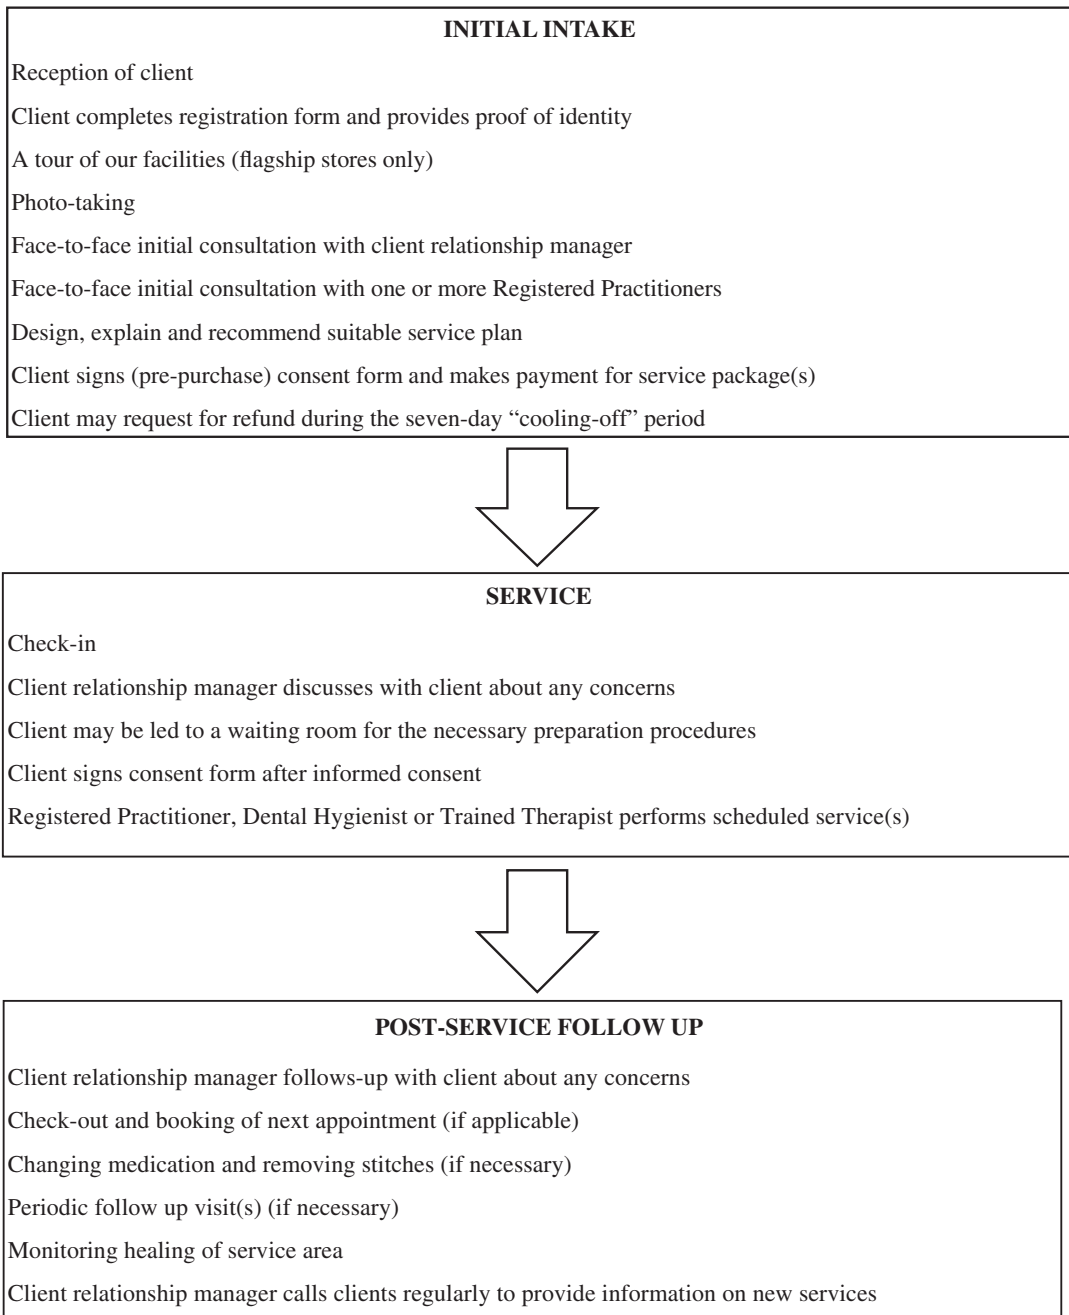 INITIAL INTAKE
Reception of client
Client completes registration form and provides proof of identity
A tour of our facilities (flagship stores only)
Photo-taking
Face-to-face initial consultation with client relationship manager
Face-to-face initial consultation with one or more Registered Practitioners
Design, explain and recommend suitable service plan
Client signs (pre-purchase) consent form and makes payment for service package(s)
Client may request for refund during the seven-day “cooling-off” period
SERVICE
Check-in
Client relationship manager discusses with client about any concerns
Client may be led to a waiting room for the necessary preparation procedures
Client signs consent form after informed consent
Registered Practitioner, Dental Hygienist or Trained Therapist performs scheduled service(s)
POST-SERVICE FOLLOW UP
Client relationship manager follows-up with client about any concerns
Check-out and booking of next appointment (if applicable)
Changing medication and removing stitches (if necessary)
Periodic follow up visit(s) (if necessary)
Monitoring healing of service area
Client relationship manager calls clients regularly to provide information on new services